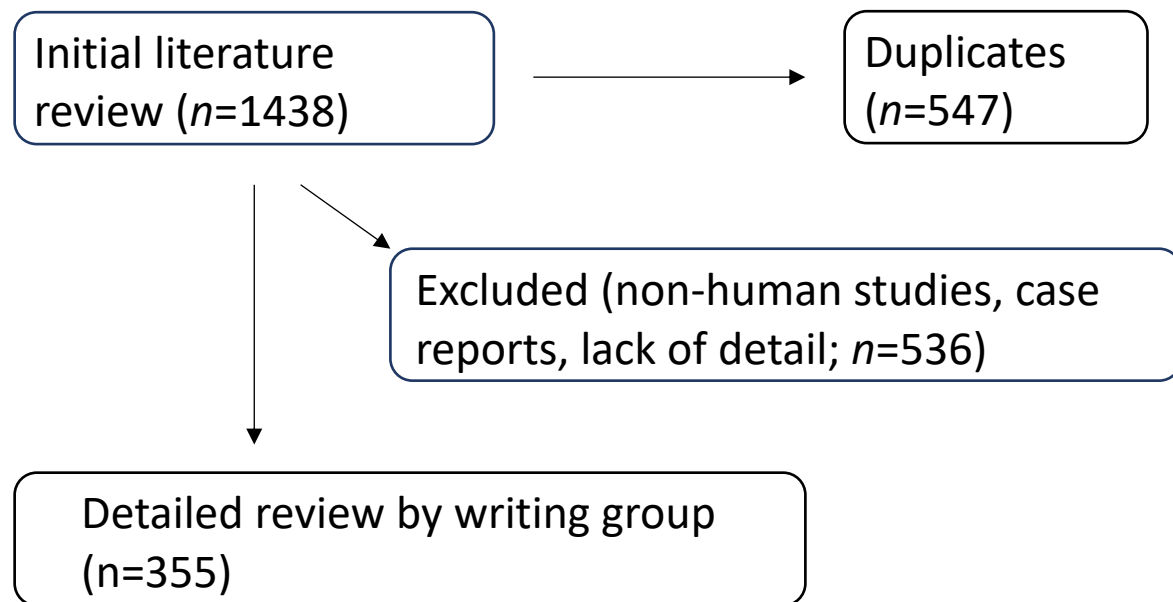 Initial literature
review (n=1438)
Duplicates
(n=547)
Excluded (non-human studies, case
reports, lack of detail; n=536)
Detailed review by writing group
(n=355)